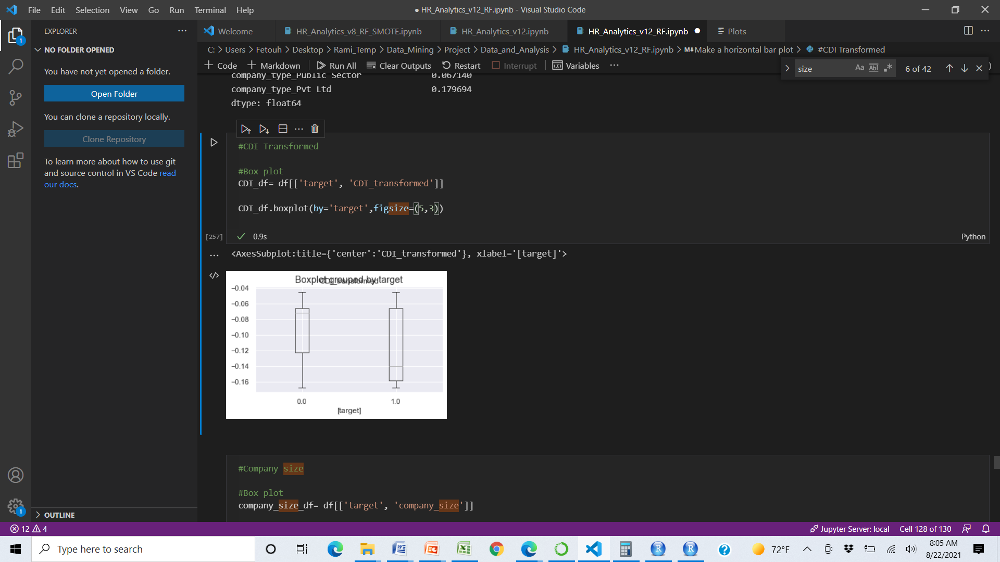 File Edit Selection View Go Run Terminal Help
● HR_Analytics_v12_RF.ipynb - Visual Studio Code
EXPLORER
NO FOLDER OPENED
You have not yet opened a folder.
Open Folder
You can clone a repository locally.
Clone Repository
To learn more about how to use git
and source control in VS Code read
our docs.
OUTLINE
Welcome HR_Analytics_v8_RF_SMOTE.ipynb HR_Analytics_v12.ipynb HR_Analytics_v12_RF.ipynb Plots
C: > Users > Fetouh > Desktop > Rami_Temp > Data_Mining > Project > Data_and_Analysis > HR_Analytics_v12_RF.ipynb > M↓Make a horizontal bar plot > #CDI Transformed
+ Code + Markdown Run All Clear Outputs Restart Interrupt Variables ...
size Aa Abl .* 6 of 42
company_type_Public Sector 0.067140
company_type_Pvt Ltd 0.179694
dtype: float64
#CDI Transformed
#Box plot
CDI_df= df[['target', 'CDI_transformed']]
CDI_df.boxplot(by='target',figsize=(5,3))
[257] 0.9s Python
<AxesSubplot:title={'center':'CDI_transformed'}, xlabel='[target]'>
Boxplot grouped by target
CDI_transformed
−0.04
−0.06
−0.08
−0.10
−0.12
−0.14
−0.16
0.0 1.0
[target]
#Company size
#Box plot
company_size_df= df[['target', 'company_size']]
12 4 Jupyter Server: local Cell 128 of 130
Type here to search
72°F
8:05 AM
8/22/2021